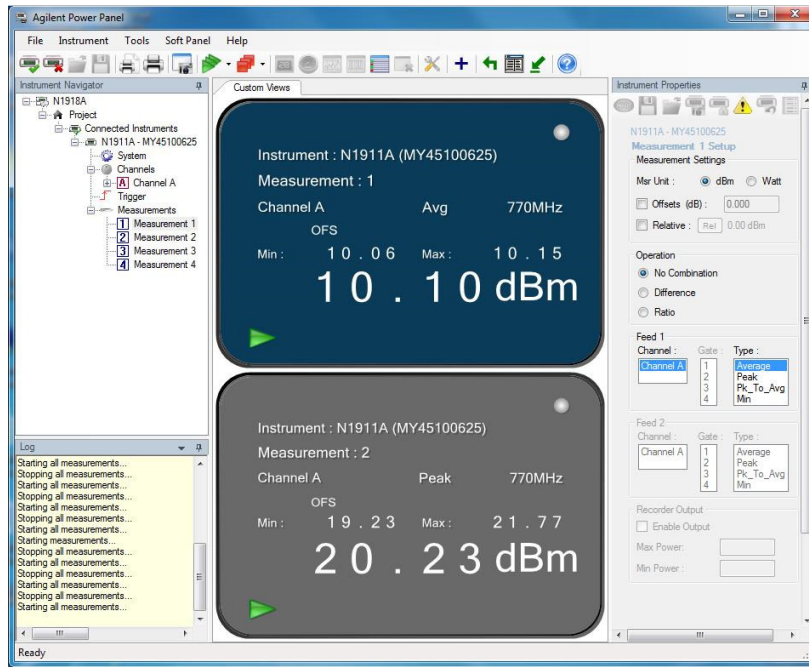 Agilent Power Panel
File Instrument Tools Soft Panel Help
Instrument Navigator
N1918A
Project
Connected Instruments
N1911A - MY45100625
System
Channels
A Channel A
Trigger
Measurements
1 Measurement 1
2 Measurement 2
3 Measurement 3
4 Measurement 4
Log
Starting all measurements...
Stopping all measurements...
Starting all measurements...
Stopping all measurements...
Starting all measurements...
Stopping all measurements...
Starting all measurements...
Starting measurements...
Stopping all measurements...
Starting all measurements...
Stopping all measurements...
Starting all measurements...
Stopping all measurements...
Starting all measurements...
Custom Views
Instrument : N1911A (MY45100625)
Measurement : 1
Channel A Avg 770MHz
OFS
Min : 10.06 Max : 10.15
10.10 dBm
Instrument : N1911A (MY45100625)
Measurement : 2
Channel A Peak 770MHz
OFS
Min : 19.23 Max : 21.77
20.23 dBm
Instrument Properties
N1911A - MY45100625
Measurement 1 Setup
Measurement Settings
Msr Unit : dBm Watt
Offsets (dB) : 0.000
Relative : Rel 0.00 dBm
Operation
No Combination
Difference
Ratio
Feed 1
Channel : Gate : Type :
Channel A 1 Average
2 Peak
3 Pk_To_Avg
4 Min
Feed 2
Channel : Gate : Type :
Channel A 1 Average
2 Peak
3 Pk_To_Avg
4 Min
Recorder Output
Enable Output
Max Power:
Min Power :
Ready